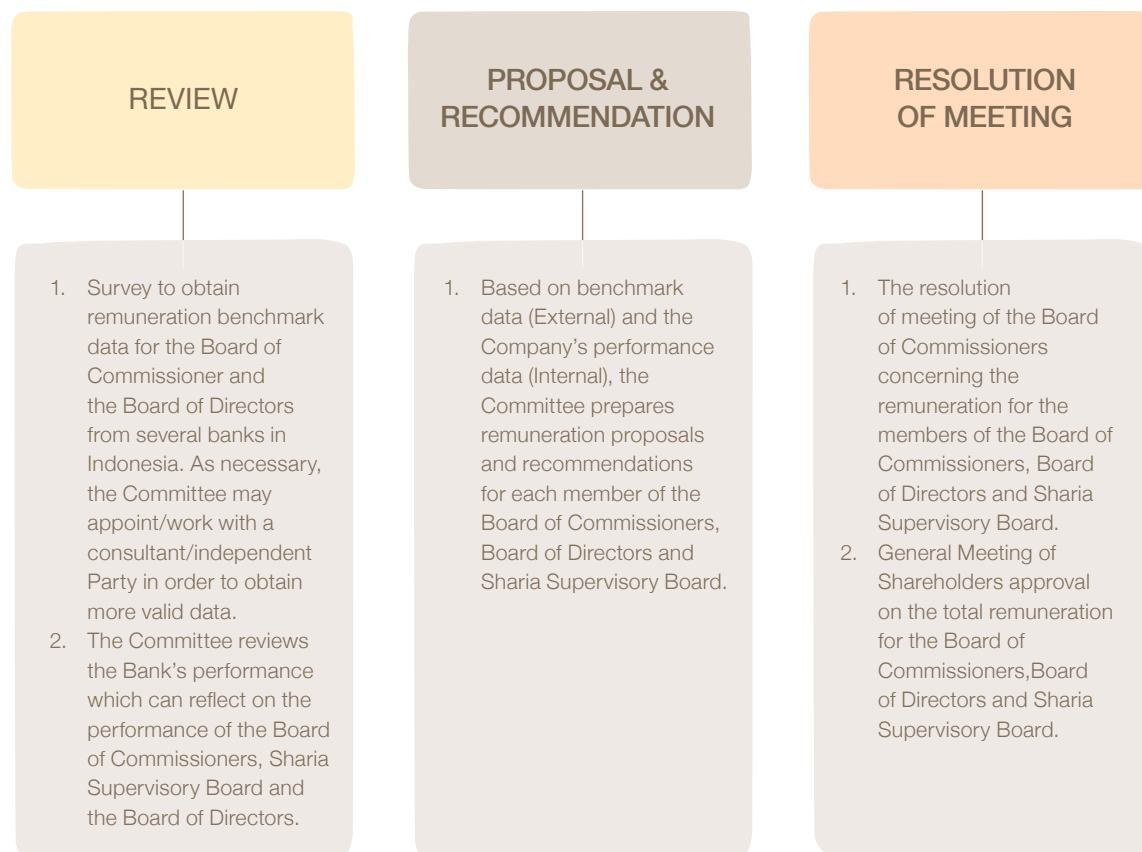 REVIEW
1. Survey to obtain
remuneration benchmark
data for the Board of
Commissioner and
the Board of Directors
from several banks in
Indonesia. As necessary,
the Committee may
appoint/work with a
consultant/independent
Party in order to obtain
more valid data.
2. The Committee reviews
the Bank’s performance
which can reflect on the
performance of the Board
of Commissioners, Sharia
Supervisory Board and
the Board of Directors.
PROPOSAL &
RECOMMENDATION
1. Based on benchmark
data (External) and the
Company’s performance
data (Internal), the
Committee prepares
remuneration proposals
and recommendations
for each member of the
Board of Commissioners,
Board of Directors and
Sharia Supervisory Board.
RESOLUTION
OF MEETING
1. The resolution
of meeting of the Board
of Commissioners
concerning the
remuneration for the
members of the Board of
Commissioners, Board
of Directors and Sharia
Supervisory Board.
2. General Meeting of
Shareholders approval
on the total remuneration
for the Board of
Commissioners,Board
of Directors and Sharia
Supervisory Board.